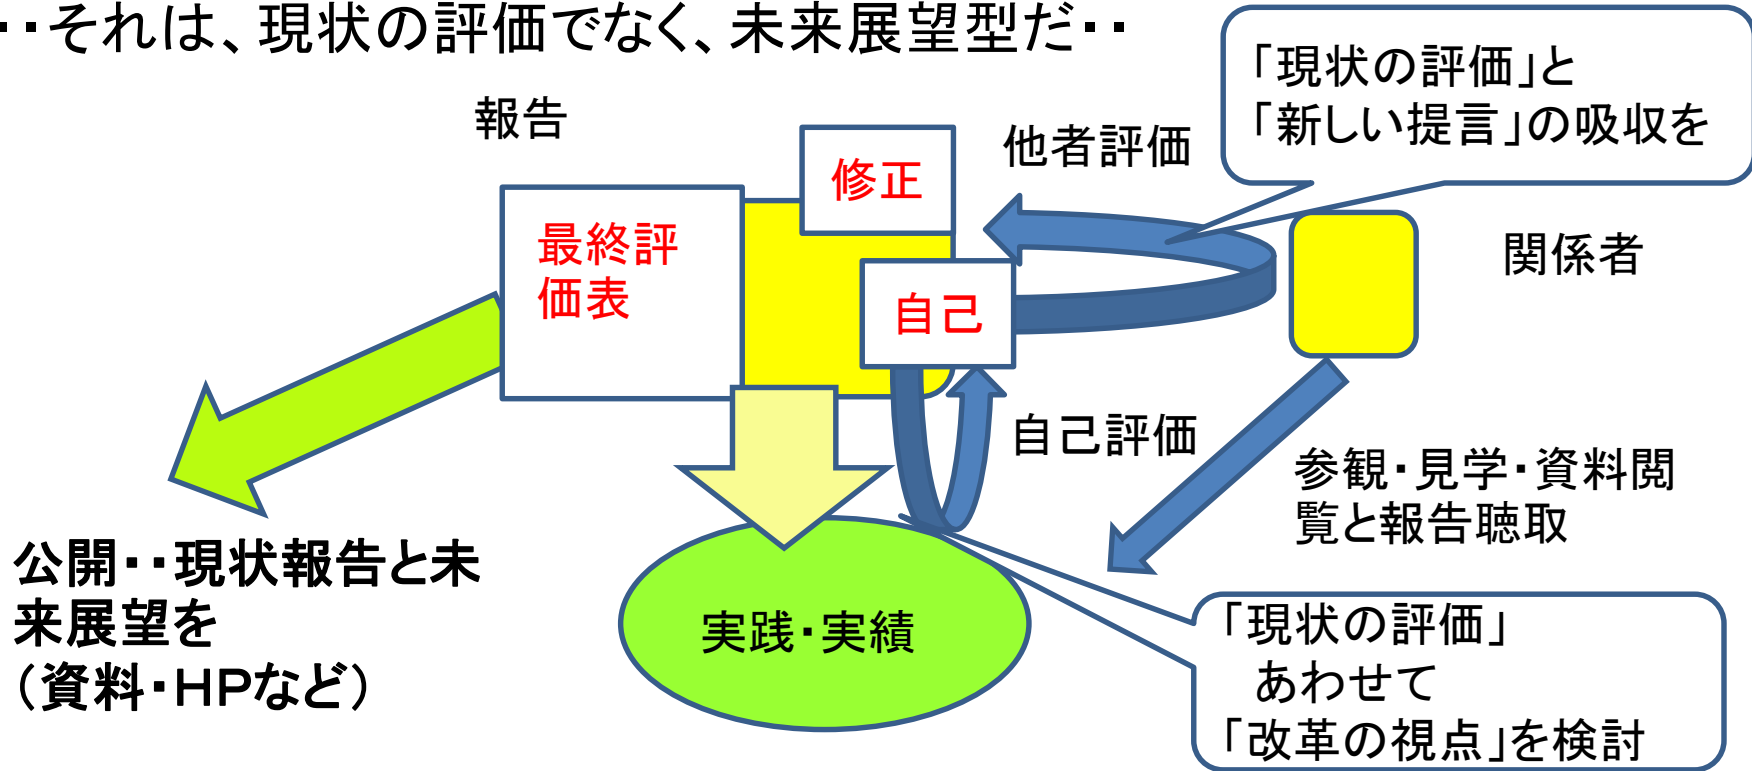 ・・それは、現状の評価でなく、未来展望型だ・・
「現状の評価」と
「新しい提言」の吸収を
報告
他者評価
修正
最終評
価表
関係者
自己
自己評価
参観・見学・資料閲
覧と報告聴取
公開・・現状報告と未
来展望を
（資料・HPなど）
実践・実績
「現状の評価」
あわせて
「改革の視点」を検討